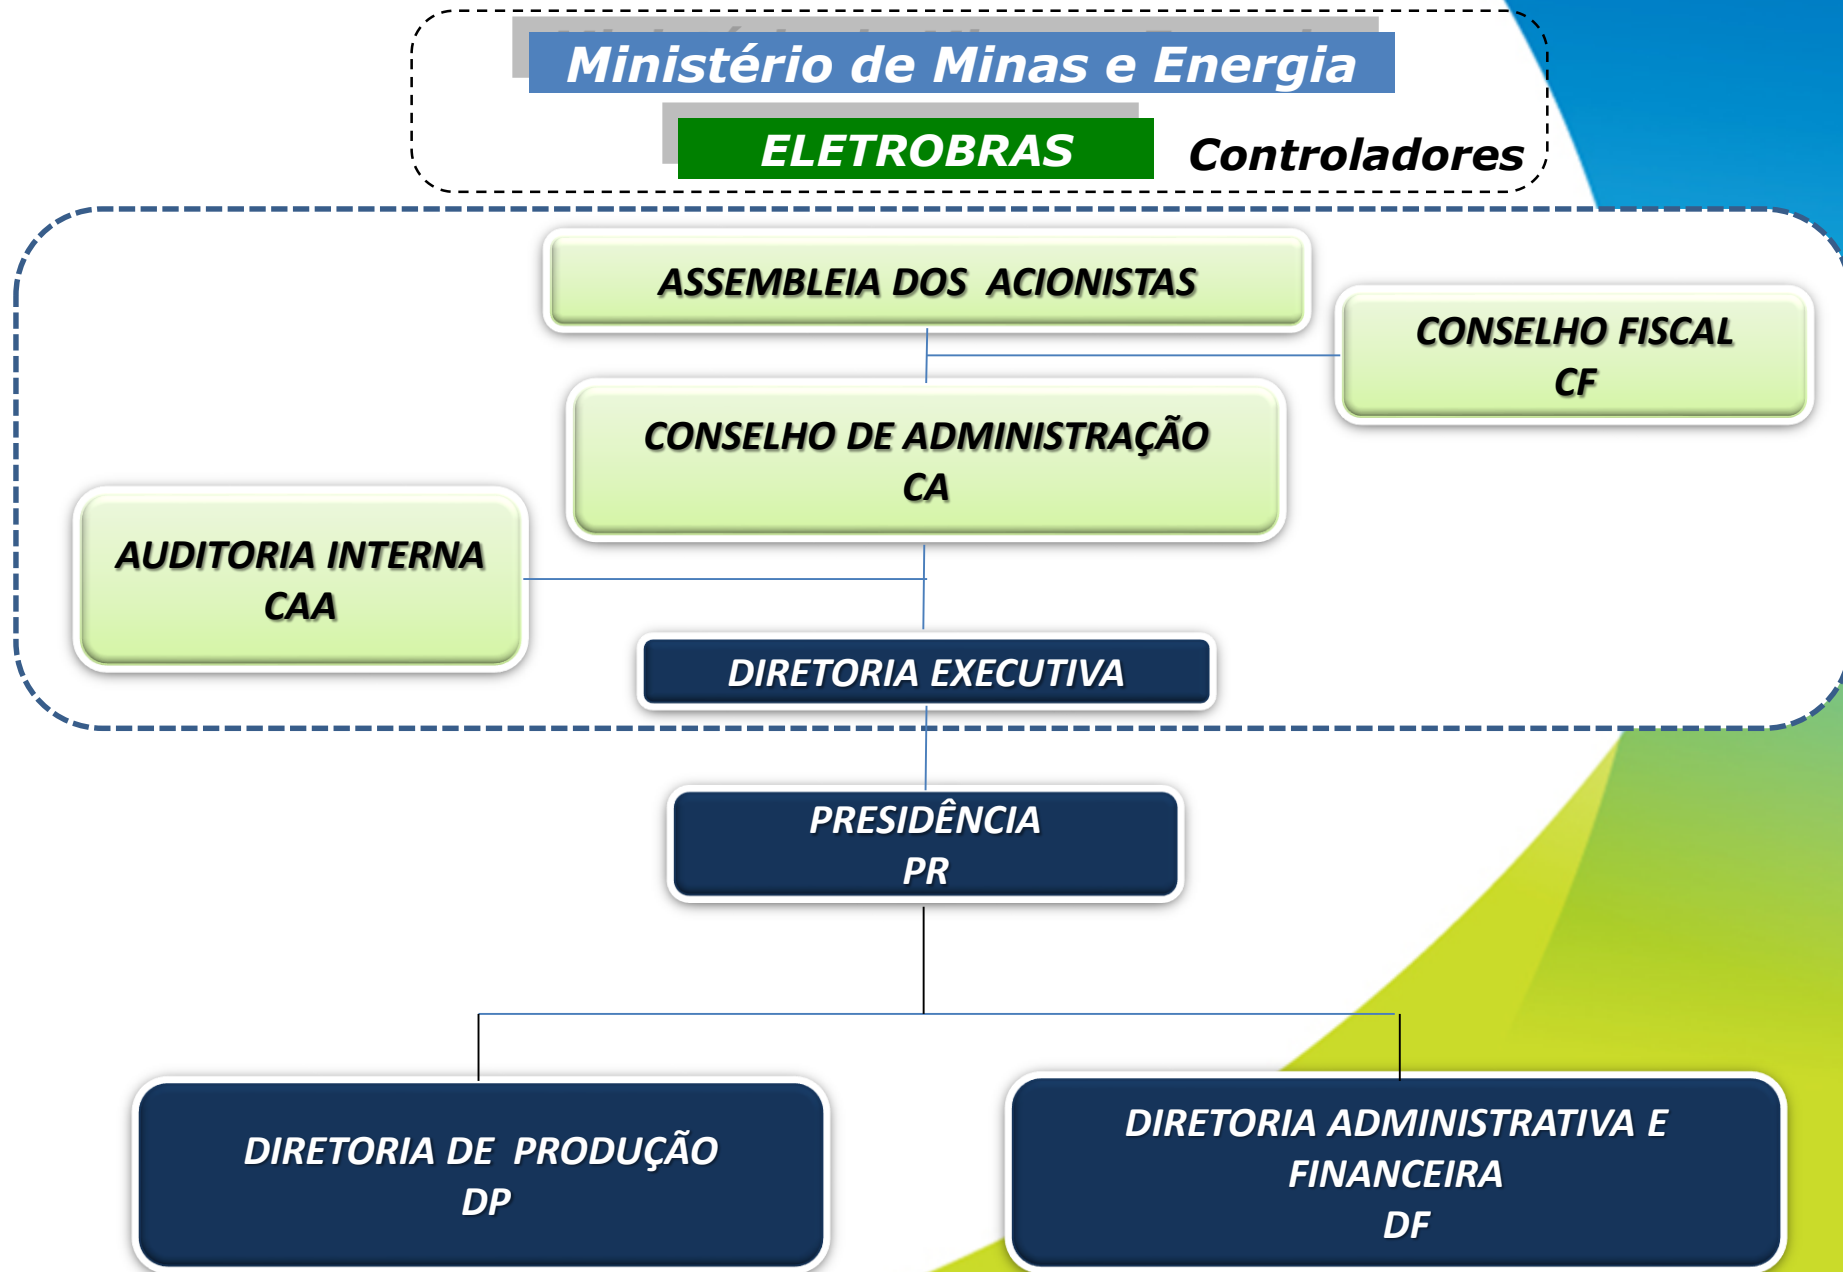 Ministério de Minas e Energia
ELETROBRAS
Controladores
ASSEMBLEIA DOS ACIONISTAS
CONSELHO FISCAL
CF
CONSELHO DE ADMINISTRAÇÃO
CA
AUDITORIA INTERNA
CAA
DIRETORIA EXECUTIVA
PRESIDÊNCIA
PR
DIRETORIA DE PRODUÇÃO
DP
DIRETORIA ADMINISTRATIVA E
FINANCEIRA
DF